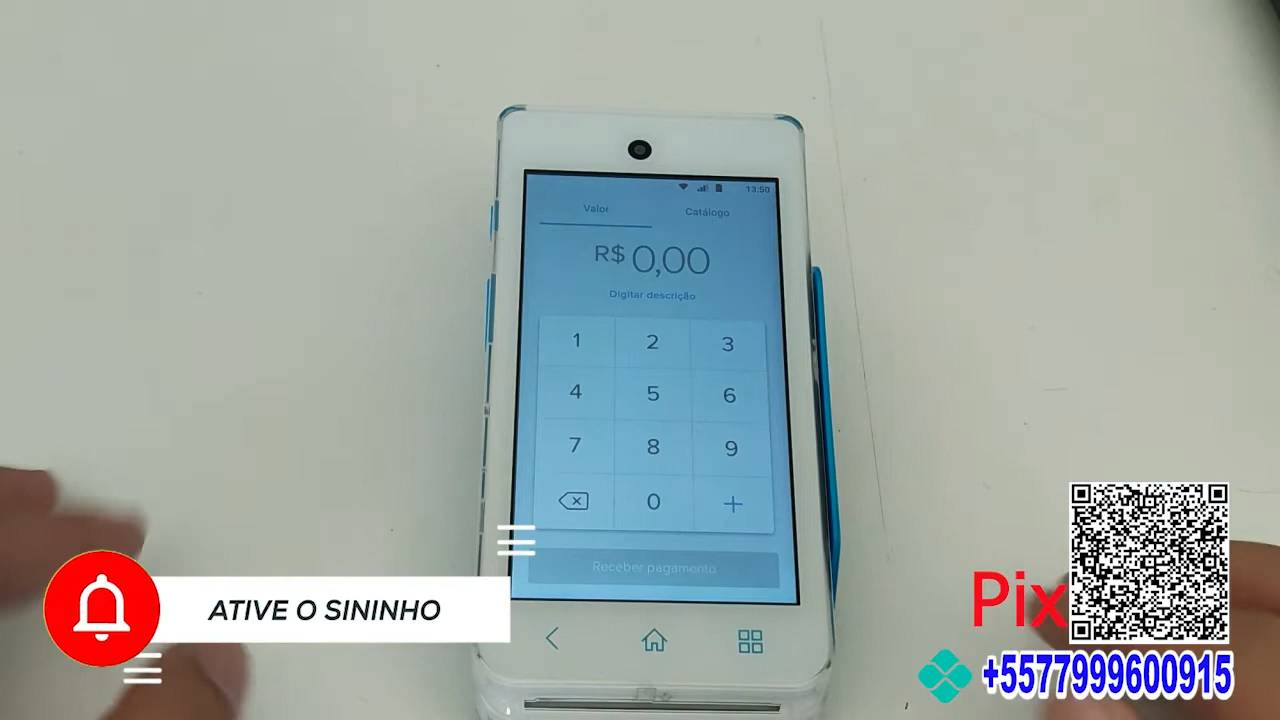 13:50
Valor Catálogo
R$ 0,00
Digitar descrição
1 2 3
4 5 6
7 8 9
0 +
Receber pagamento
ATIVE O SININHO
Pix
+5577999600915